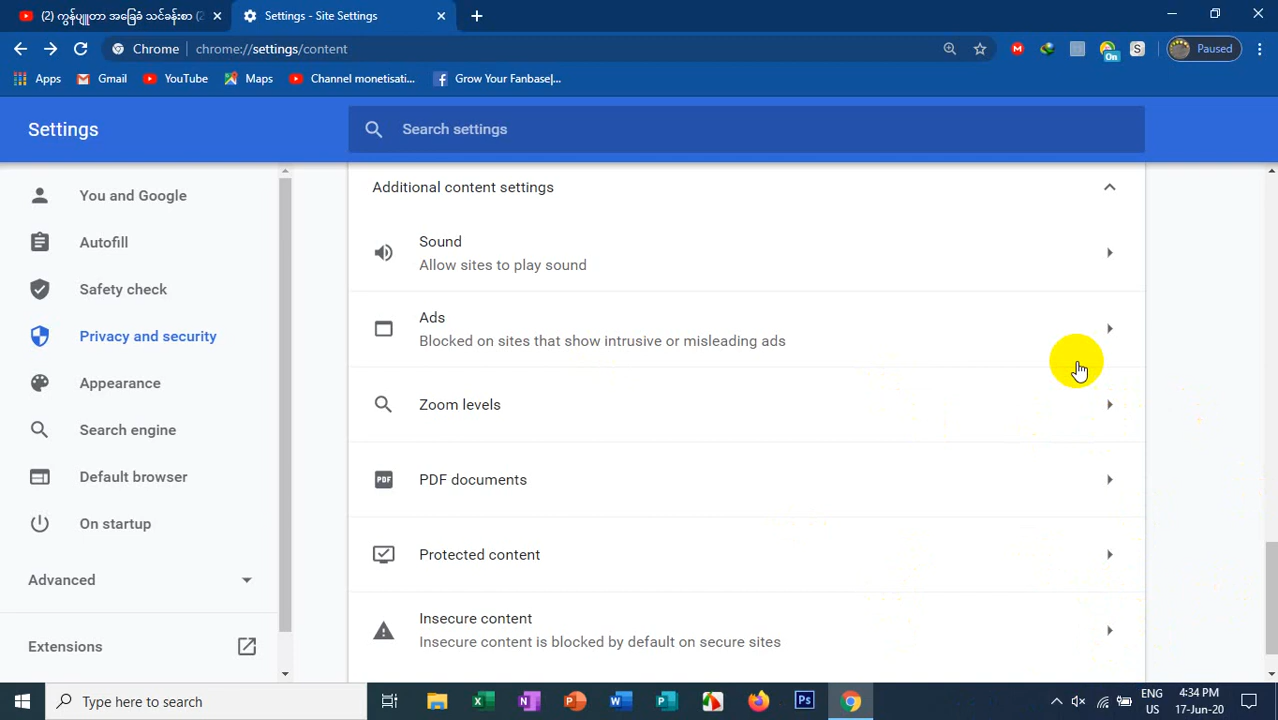 (2) ကွန်ပျူတာ အခြေခံ သင်ခန်းစာ (2
Settings - Site Settings
Chrome
chrome://settings/content
Paused
On
Apps
Gmail
YouTube
Maps
Channel monetisati...
Grow Your Fanbase|...
Settings
Search settings
You and Google
Autofill
Safety check
Privacy and security
Appearance
Search engine
Default browser
On startup
Advanced
Extensions
Additional content settings
Sound
Allow sites to play sound
Ads
Blocked on sites that show intrusive or misleading ads
Zoom levels
PDF
PDF documents
Protected content
Insecure content
Insecure content is blocked by default on secure sites
Type here to search
ENG
US
4:34 PM
17-Jun-20